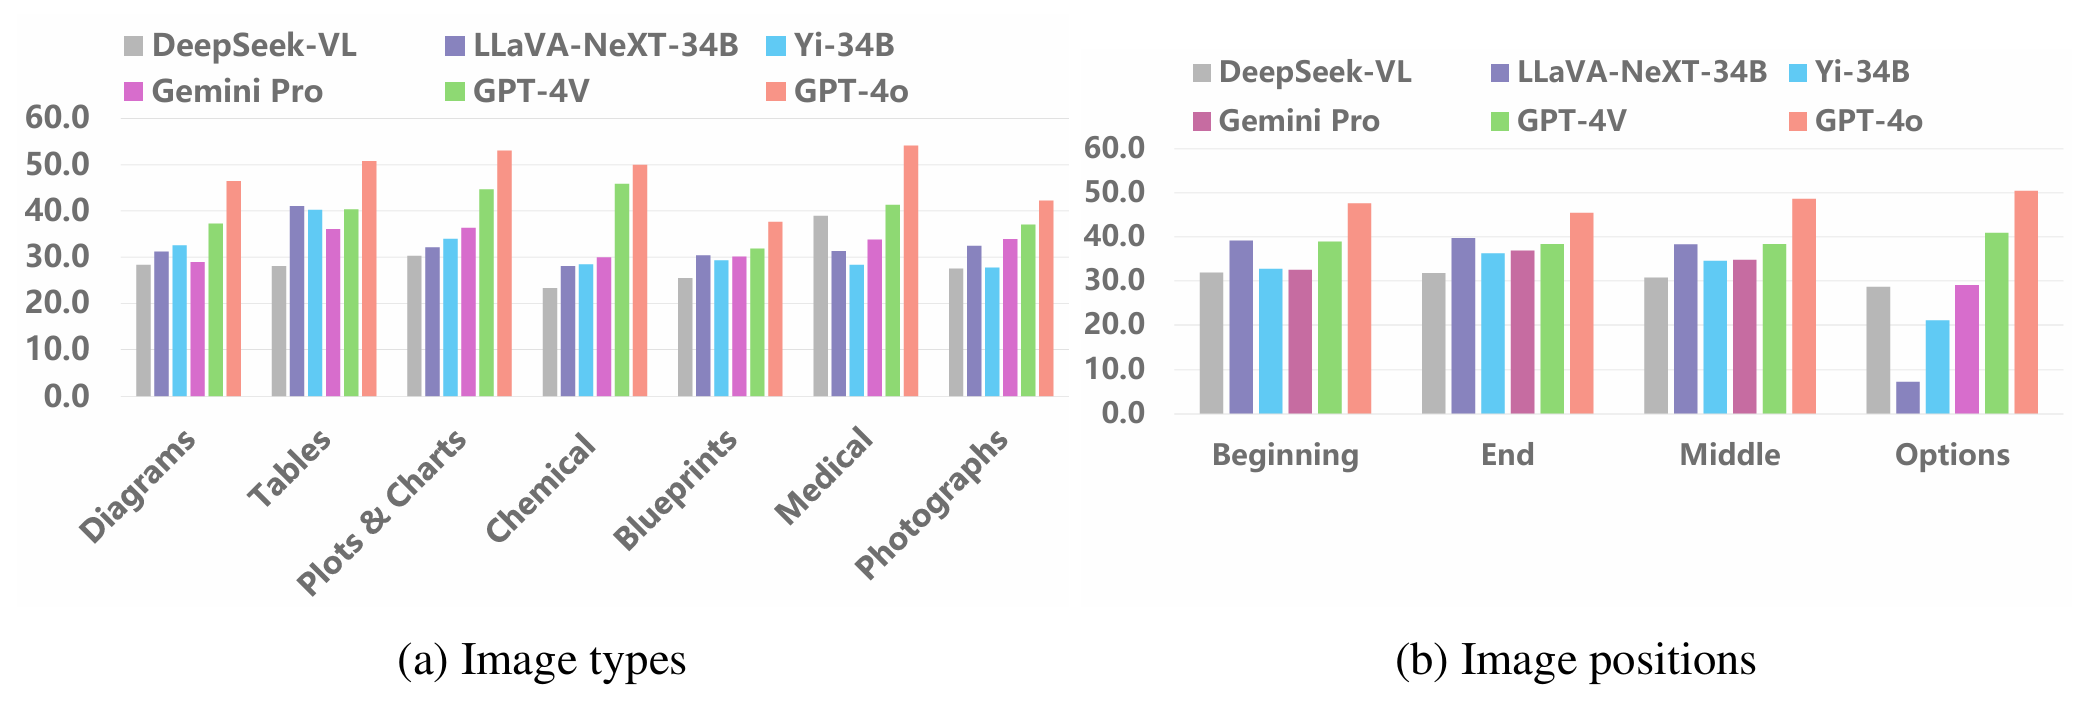 DeepSeek-VL LLaVA-NeXT-34B Yi-34B
Gemini Pro GPT-4V GPT-4o
60.0
50.0
40.0
30.0
20.0
10.0
0.0
Diagrams
Tables
Plots & Charts
Chemical
Blueprints
Medical
Photographs
(a) Image types
DeepSeek-VL LLaVA-NeXT-34B Yi-34B
Gemini Pro GPT-4V GPT-4o
60.0
50.0
40.0
30.0
20.0
10.0
0.0
Beginning End Middle Options
(b) Image positions